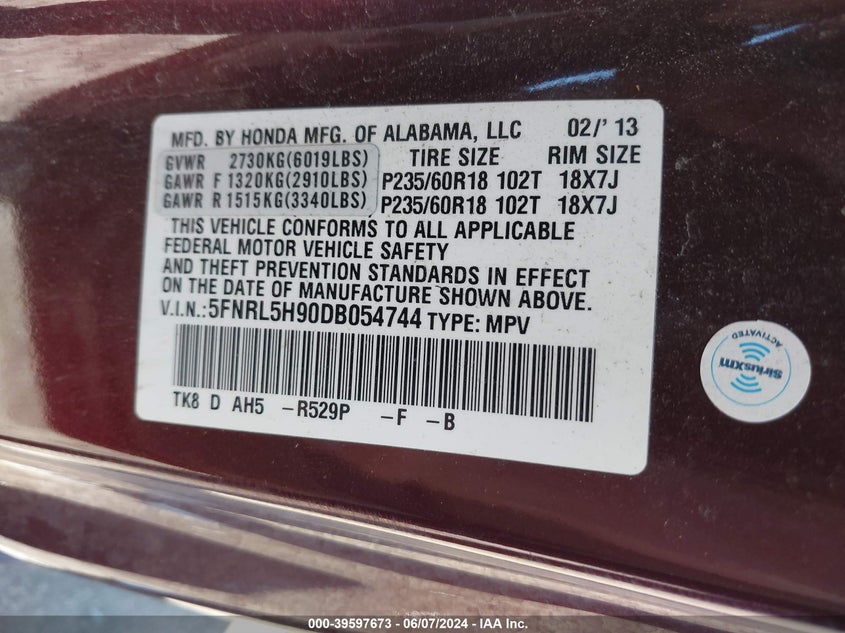 MFD. BY HONDA MFG. OF ALABAMA, LLC 02/'13
GVWR 2730KG(6019LBS) TIRE SIZE RIM SIZE
GAWR F 1320KG(2910LBS) P235/60R18 102T 18X7J
GAWR R 1515KG(3340LBS) P235/60R18 102T 18X7J
THIS VEHICLE CONFORMS TO ALL APPLICABLE
FEDERAL MOTOR VEHICLE SAFETY
AND THEFT PREVENTION STANDARDS IN EFFECT
ON THE DATE OF MANUFACTURE SHOWN ABOVE.
V.I.N.:5FNRL5H90DB054744 TYPE: MPV
TK8 D AH5 -R529P -F -B
siriusxm
ACTIVATED
000-39597673 | 06/07/2024 | IAA Inc.